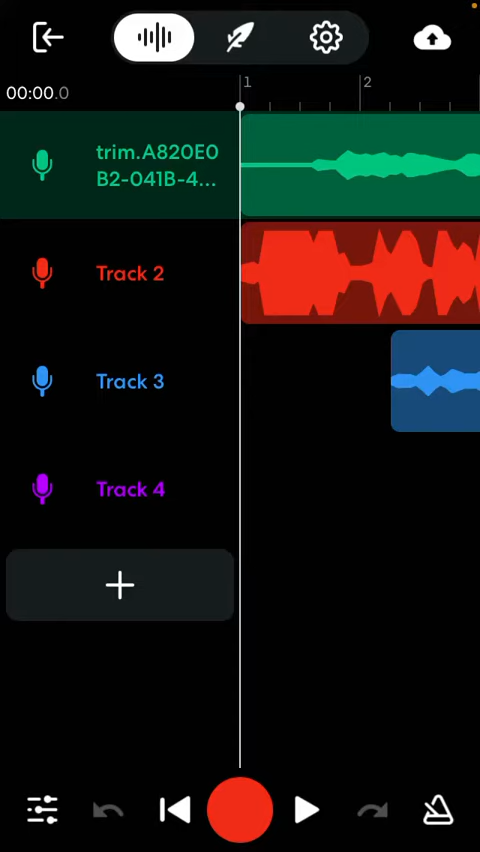 1
2
00:00.0
trim.A820E0
B2-041B-4...
Track 2
Track 3
Track 4